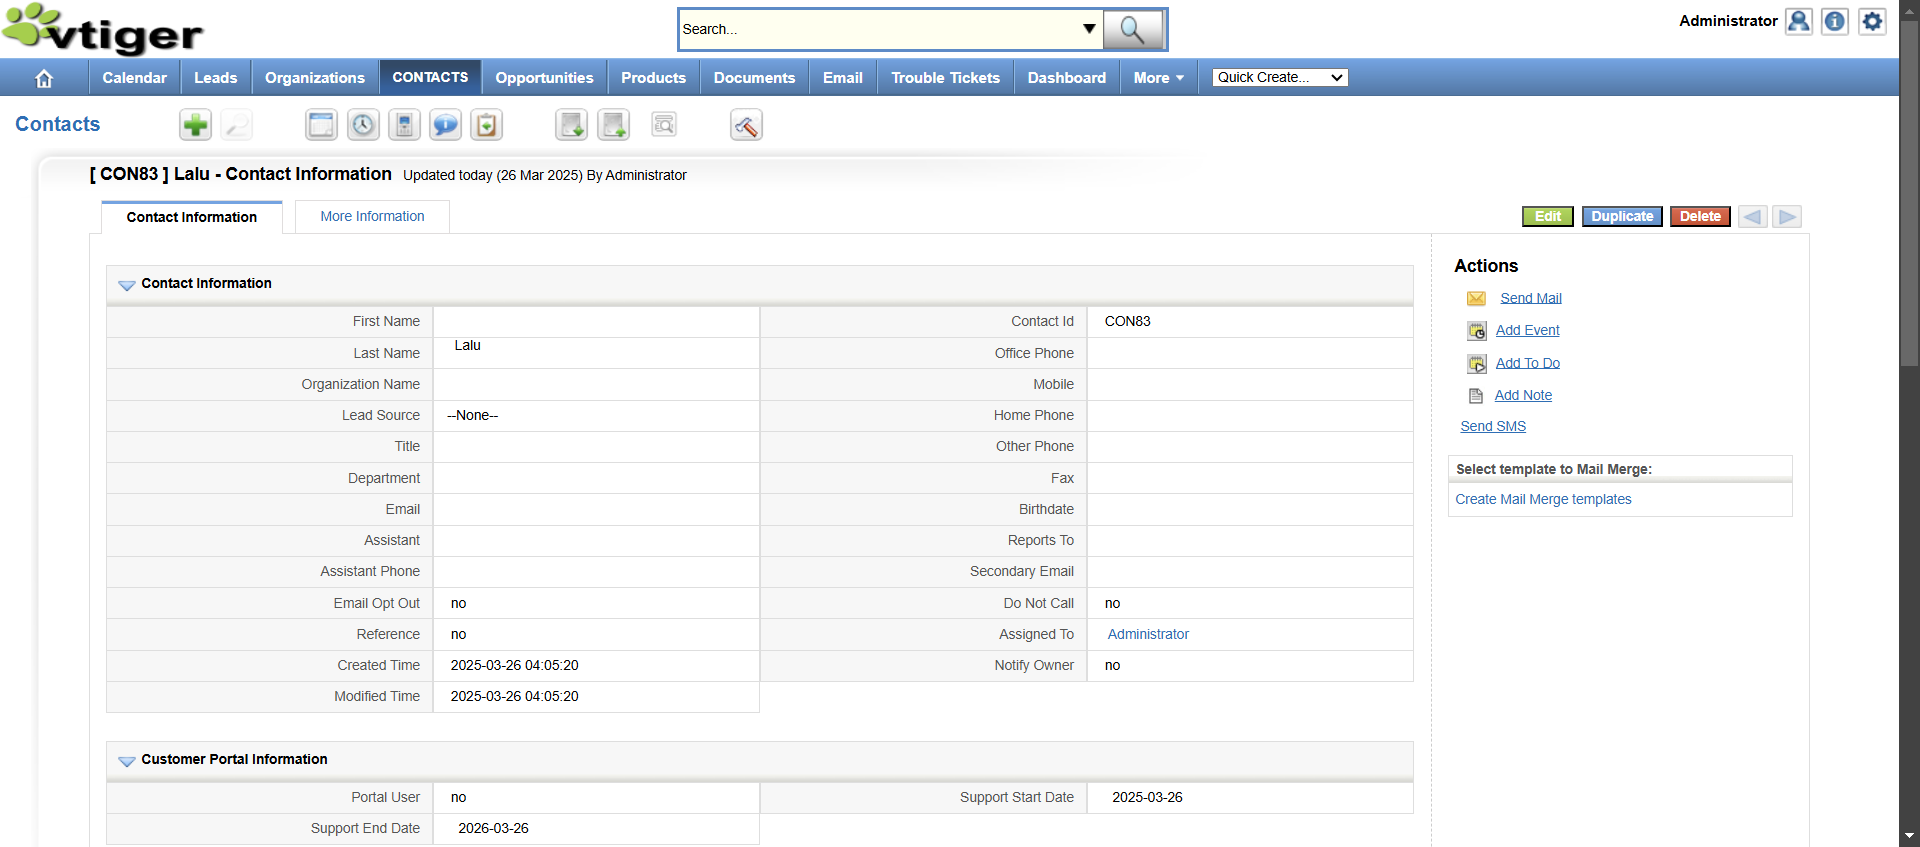 vtiger
Search...
Administrator
Calendar Leads Organizations CONTACTS Opportunities Products Documents Email Trouble Tickets Dashboard More Quick Create...
Contacts
[ CON83 ] Lalu - Contact Information Updated today (26 Mar 2025) By Administrator
Contact Information More Information
Edit Duplicate Delete
Contact Information
First Name Contact Id CON83
Last Name Lalu Office Phone
Organization Name Mobile
Lead Source --None-- Home Phone
Title Other Phone
Department Fax
Email Birthdate
Assistant Reports To
Assistant Phone Secondary Email
Email Opt Out no Do Not Call no
Reference no Assigned To Administrator
Created Time 2025-03-26 04:05:20 Notify Owner no
Modified Time 2025-03-26 04:05:20
Customer Portal Information
Portal User no Support Start Date 2025-03-26
Support End Date 2026-03-26
Actions
Send Mail
Add Event
Add To Do
Add Note
Send SMS
Select template to Mail Merge:
Create Mail Merge templates